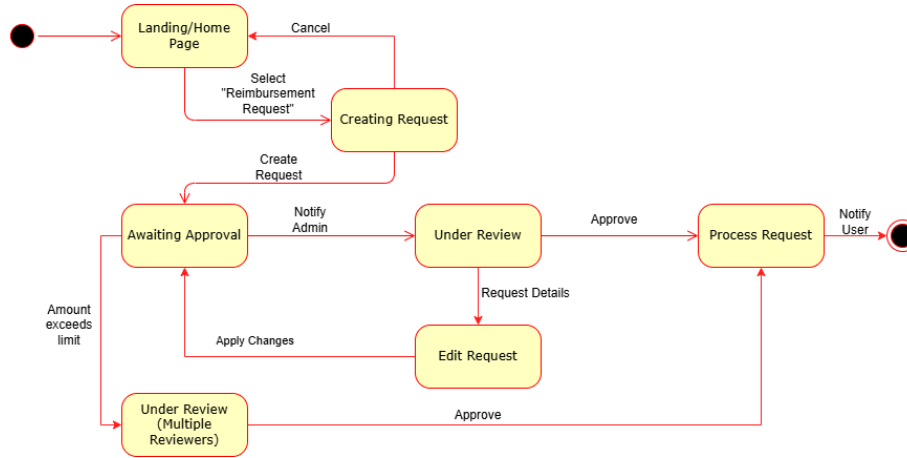 Landing/Home
Page
Cancel
Select
"Reimbursement
Request"
Creating Request
Create
Request
Awaiting Approval
Notify
Admin
Under Review
Approve
Process Request
Notify
User
Request Details
Amount
exceeds
limit
Apply Changes
Edit Request
Under Review
(Multiple
Reviewers)
Approve